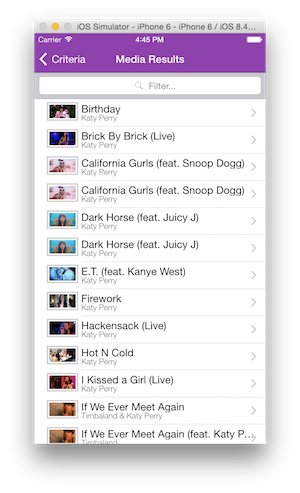 iOS Simulator - iPhone 6 - iPhone 6 / iOS 8.4...
Carrier 4:45 PM
Criteria Media Results
Filter...
Birthday
Katy Perry
Brick By Brick (Live)
Katy Perry
California Gurls (feat. Snoop Dogg)
Katy Perry
California Gurls (feat. Snoop Dogg)
Katy Perry
Dark Horse (feat. Juicy J)
Katy Perry
Dark Horse (feat. Juicy J)
Katy Perry
E.T. (feat. Kanye West)
Katy Perry
Firework
Katy Perry
Hackensack (Live)
Katy Perry
Hot N Cold
Katy Perry
I Kissed a Girl (Live)
Katy Perry
If We Ever Meet Again
Timbaland & Katy Perry
If We Ever Meet Again (feat. Katy P...
Timbaland